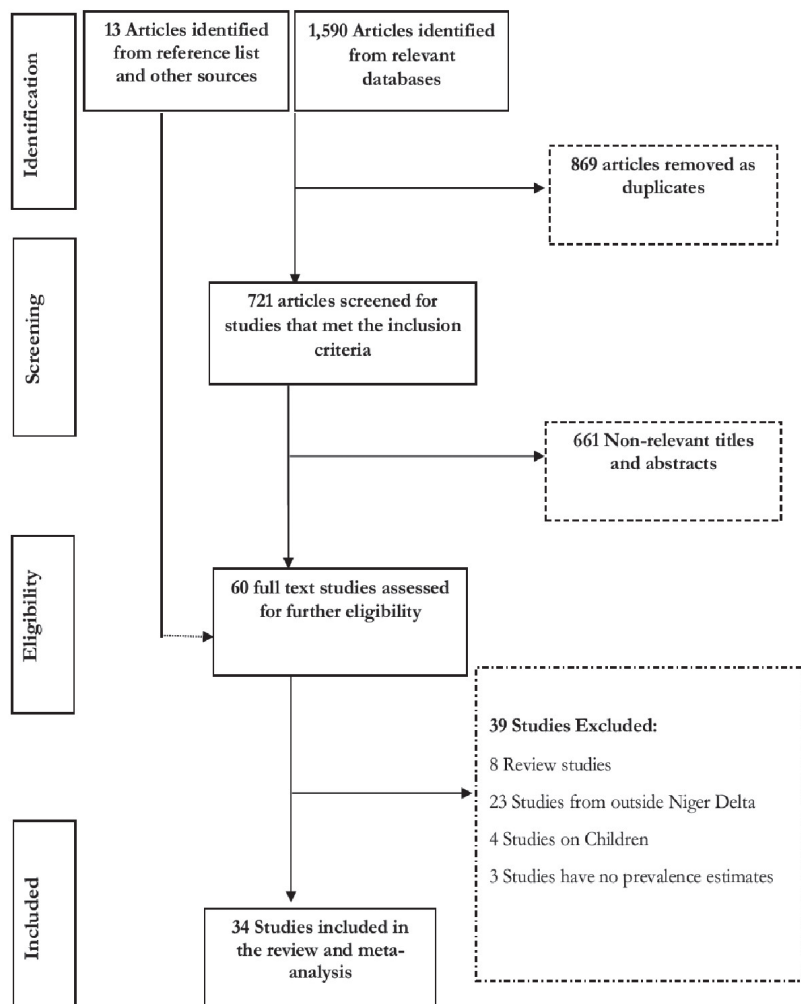 Identification
13 Articles identified
from reference list
and other sources
1,590 Articles identified
from relevant
databases
869 articles removed as
duplicates
Screening
721 articles screened for
studies that met the inclusion
criteria
661 Non-relevant titles
and abstracts
Eligibility
60 full text studies assessed
for further eligibility
39 Studies Excluded:
8 Review studies
23 Studies from outside Niger Delta
4 Studies on Children
3 Studies have no prevalence estimates
Included
34 Studies included in
the review and meta-
analysis